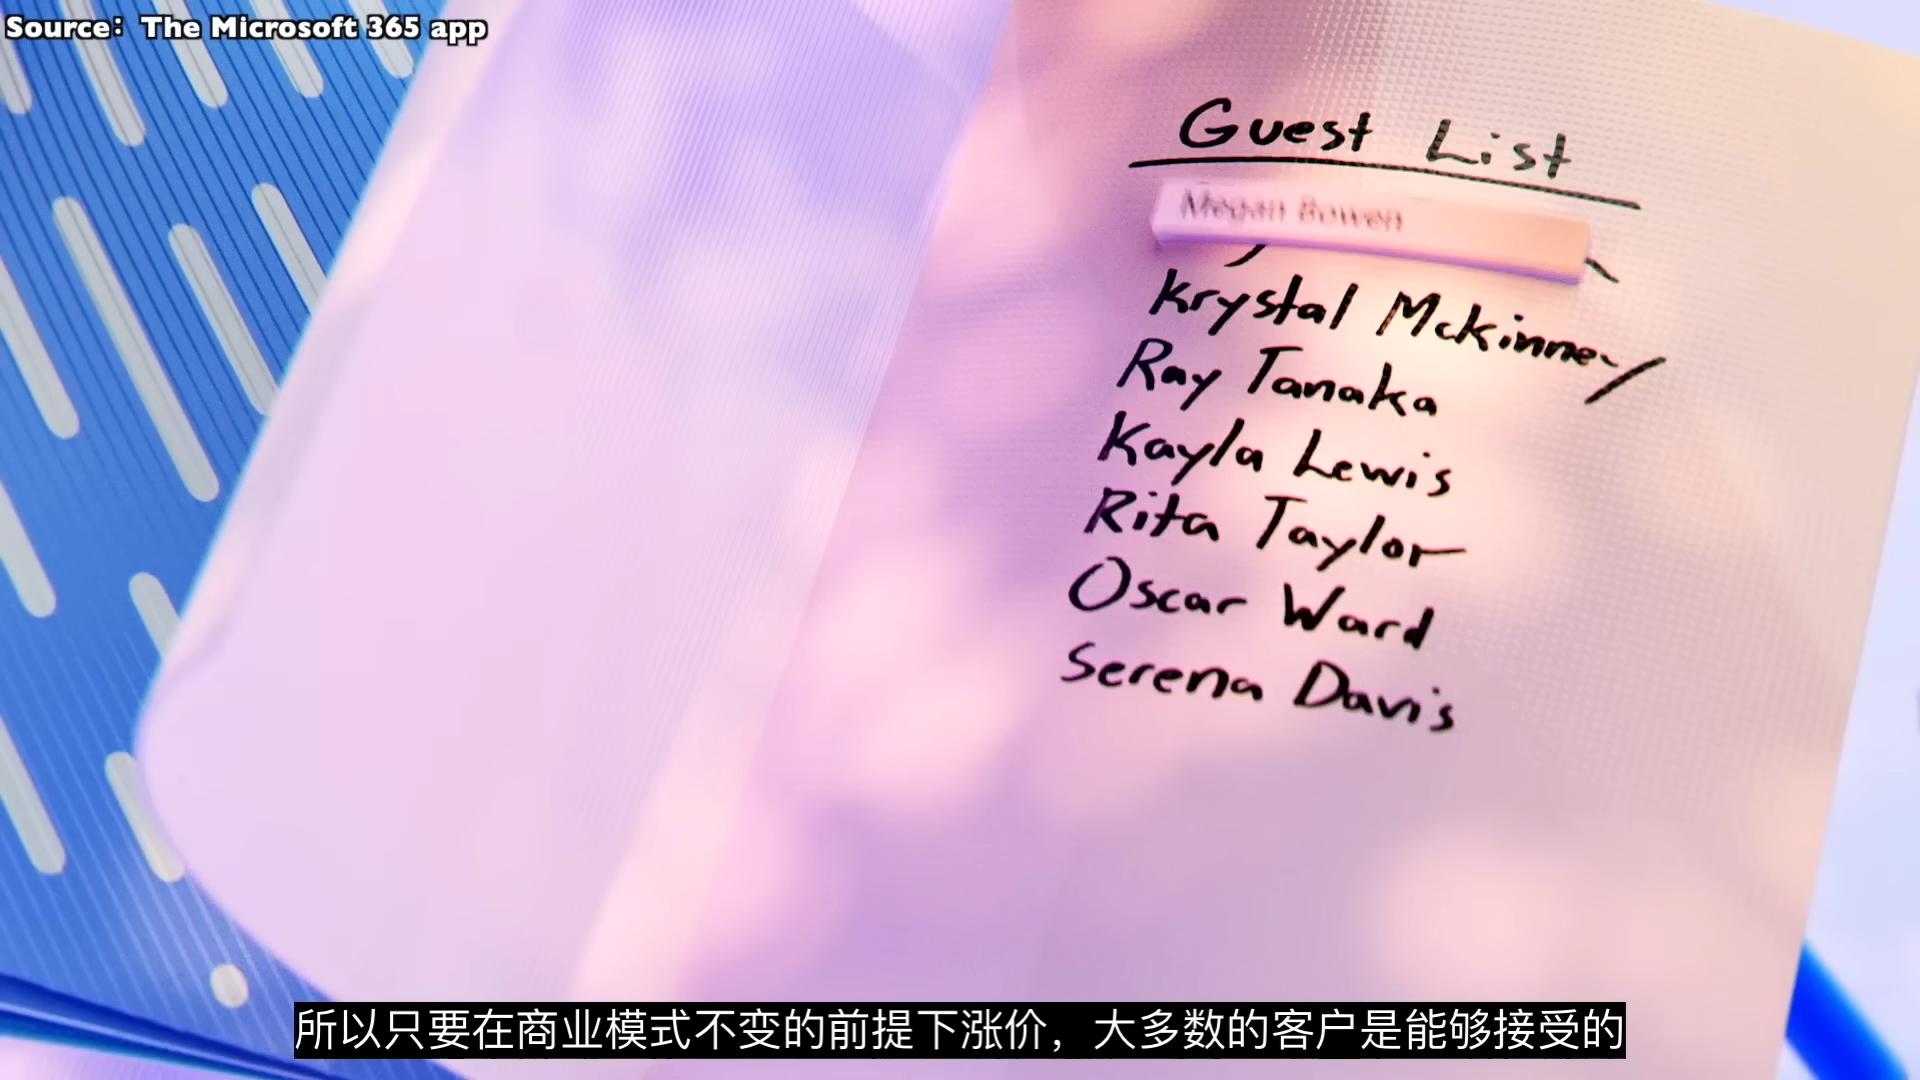 Source：The Microsoft 365 app
Guest List
Megan Bowen
Krystal Mckinney
Ray Tanaka
Kayla Lewis
Rita Taylor
Oscar Ward
Serena Davis
所以只要在商业模式不变的前提下涨价，大多数的客户是能够接受的